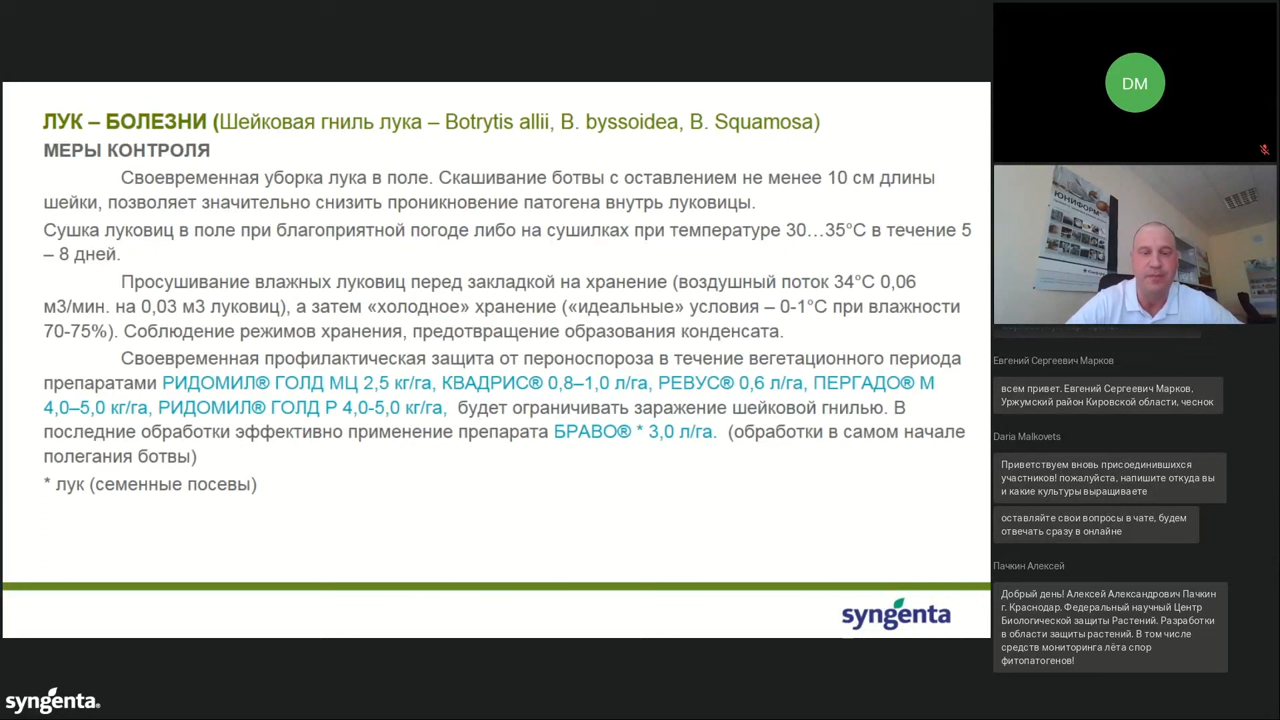 ЛУК – БОЛЕЗНИ (Шейковая гниль лука – Botrytis allii, B. byssoidea, B. Squamosa)
МЕРЫ КОНТРОЛЯ
Своевременная уборка лука в поле. Скашивание ботвы с оставлением не менее 10 см длины
шейки, позволяет значительно снизить проникновение патогена внутрь луковицы.
Сушка луковиц в поле при благоприятной погоде либо на сушилках при температуре 30…35°С в течение 5
– 8 дней.
Просушивание влажных луковиц перед закладкой на хранение (воздушный поток 34°С 0,06
м3/мин. на 0,03 м3 луковиц), а затем «холодное» хранение («идеальные» условия – 0-1°С при влажности
70-75%). Соблюдение режимов хранения, предотвращение образования конденсата.
Своевременная профилактическая защита от пероноспороза в течение вегетационного периода
препаратами РИДОМИЛ® ГОЛД МЦ 2,5 кг/га, КВАДРИС® 0,8–1,0 л/га, РЕВУС® 0,6 л/га, ПЕРГАДО® М
4,0–5,0 кг/га, РИДОМИЛ® ГОЛД Р 4,0-5,0 кг/га, будет ограничивать заражение шейковой гнилью. В
последние обработки эффективно применение препарата БРАВО® * 3,0 л/га. (обработки в самом начале
полегания ботвы)
* лук (семенные посевы)
syngenta
syngenta®
DM
ЮНИФОРМ
Евгений Сергеевич Марков
всем привет. Евгений Сергеевич Марков,
Уржумский район Кировской области, чеснок
Daria Malkovets
Приветствуем вновь присоединившихся
участников! пожалуйста, напишите откуда вы
и какие культуры выращиваете
оставляйте свои вопросы в чате, будем
отвечать сразу в онлайне
Пачкин Алексей
Добрый день! Алексей Александрович Пачкин
г. Краснодар. Федеральный научный Центр
Биологической защиты Растений. Разработки
в области защиты растений. В том числе
средств мониторинга лёта спор
фитопатогенов!